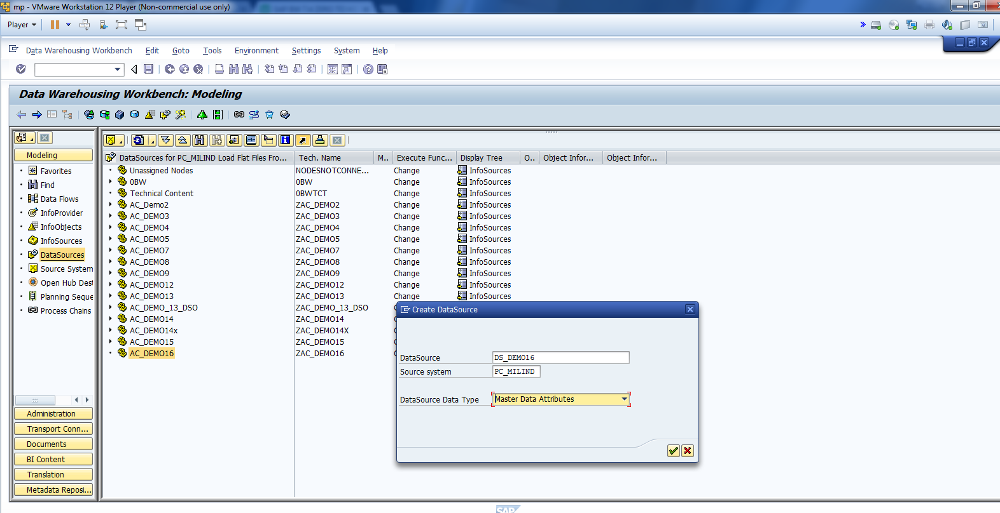 mp - VMware Workstation 12 Player (Non-commercial use only)
Player
Data Warehousing Workbench Edit Goto Tools Environment Settings System Help
Data Warehousing Workbench: Modeling
Modeling
Favorites
Find
Data Flows
InfoProvider
InfoObjects
InfoSources
DataSources
Source System
Open Hub Dest
Planning Seque
Process Chains
Administration
Transport Conn...
Documents
BI Content
Translation
Metadata Reposi...
DataSources for PC_MILIND Load Flat Files Fro... Tech. Name M.. Execute Func... Display Tree O.. Object Infor... Object Infor...
Unassigned Nodes NODESNOTCONNE... Change InfoSources
0BW 0BW Change InfoSources
Technical Content 0BWTCT Change InfoSources
AC_Demo2 ZAC_DEMO2 Change InfoSources
AC_DEMO3 ZAC_DEMO3 Change InfoSources
AC_DEMO4 ZAC_DEMO4 Change InfoSources
AC_DEMO5 ZAC_DEMO5 Change InfoSources
AC_DEMO7 ZAC_DEMO7 Change InfoSources
AC_DEMO8 ZAC_DEMO8 Change InfoSources
AC_DEMO9 ZAC_DEMO9 Change InfoSources
AC_DEMO12 ZAC_DEMO12 Change InfoSources
AC_DEMO13 ZAC_DEMO13 Change InfoSources
AC_DEMO_13_DSO ZAC_DEMO_13_DSO
AC_DEMO14 ZAC_DEMO14
AC_DEMO14x ZAC_DEMO14X
AC_DEMO15 ZAC_DEMO15
AC_DEMO16 ZAC_DEMO16
Create DataSource
DataSource DS_DEMO16
Source system PC_MILIND
DataSource Data Type Master Data Attributes
SAP